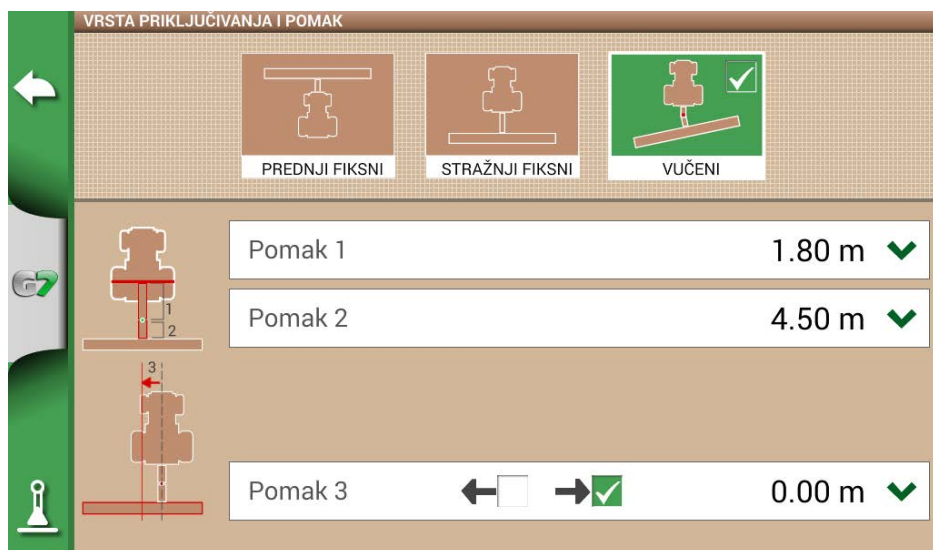 VRSTA PRIKLJUČIVANJA I POMAK
PREDNJI FIKSNI
STRAŽNJI FIKSNI
VUČENI
Pomak 1
1.80 m
1
2
Pomak 2
4.50 m
G7
3
Pomak 3
0.00 m